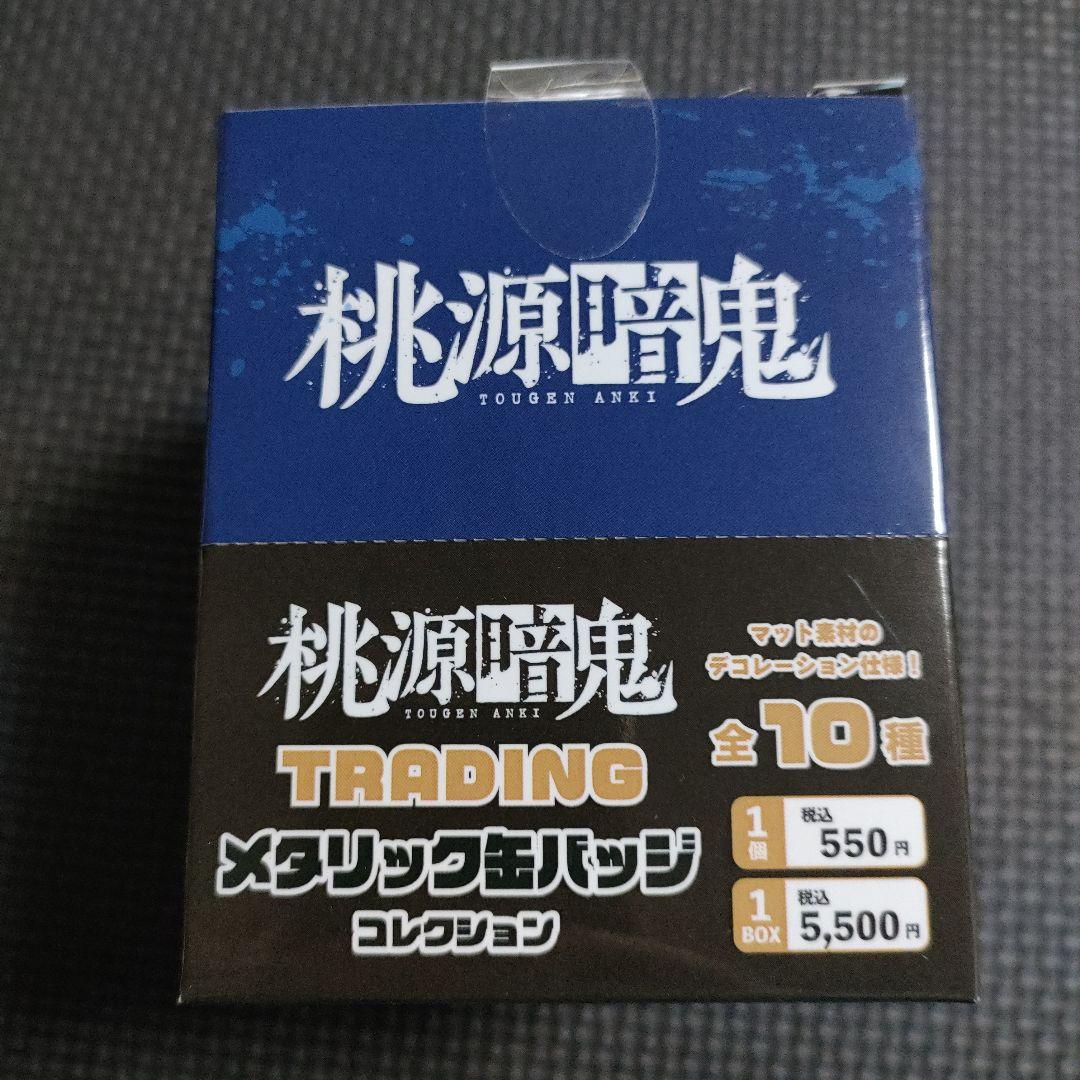 桃源暗鬼
TOUGEN ANKI
桃源暗鬼
TOUGEN ANKI
TRADING
メタリック缶バッジ
コレクション
マット素材の
デコレーション仕様！
全10種
1個 税込 550円
1BOX 税込 5,500円